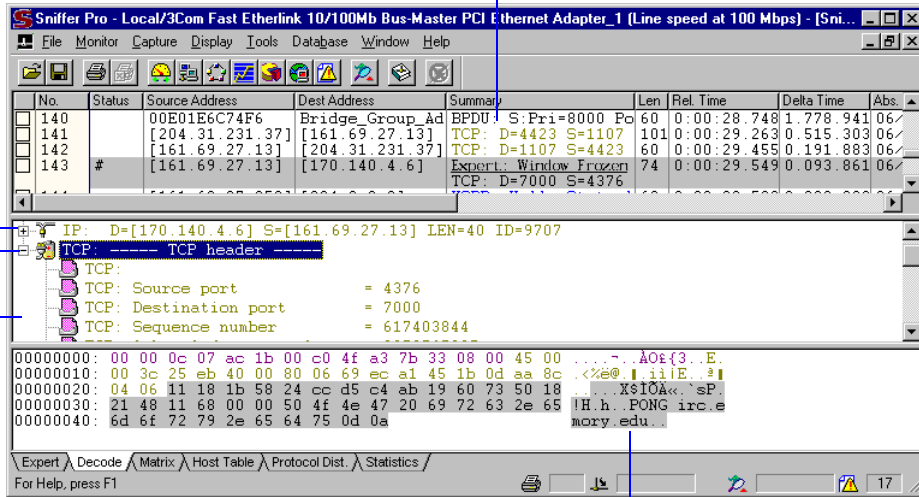 Sniffer Pro - Local/3Com Fast Etherlink 10/100Mb Bus-Master PCI Ethernet Adapter_1 (Line speed at 100 Mbps) - [Sni...
File Monitor Capture Display Tools Database Window Help
No. Status Source Address Dest Address Summary Len Rel. Time Delta Time Abs.
140 00E01E6C74F6 Bridge_Group_Ad BPDU: S:Pri=8000 Po 60 0:00:28.748 1.778.941 06/
141 [204.31.231.37] [161.69.27.13] TCP: D=4423 S=1107 101 0:00:29.263 0.515.303 06/
142 [161.69.27.13] [204.31.231.37] TCP: D=1107 S=4423 60 0:00:29.455 0.191.883 06/
143 # [161.69.27.13] [170.140.4.6] Expert: Window Frozen 74 0:00:29.549 0.093.861 06/
TCP: D=7000 S=4376
IP: D=[170.140.4.6] S=[161.69.27.13] LEN=40 ID=9707
TCP: ----- TCP header -----
TCP:
TCP: Source port = 4376
TCP: Destination port = 7000
TCP: Sequence number = 617403844
00000000: 00 00 0c 07 ac 1b 00 c0 4f a3 7b 33 08 00 45 00 ....¬..ÀO£{3..E.
00000010: 00 3c 25 eb 40 00 80 06 69 ec a1 45 1b 0d aa 8c .<%ë@.▌.iì¡E..ª▌
00000020: 04 06 11 18 1b 58 24 cc d5 c4 ab 19 60 73 50 18 .....X$ÌÕÄ«.`sP.
00000030: 21 48 11 68 00 00 50 4f 4e 47 20 69 72 63 2e 65 !H.h..PONG irc.e
00000040: 6d 6f 72 79 2e 65 64 75 0d 0a mory.edu..
Expert Decode Matrix Host Table Protocol Dist. Statistics
For Help, press F1 17